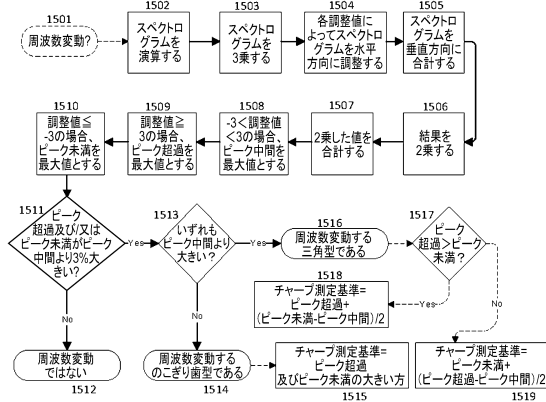 1501
周波数変動?
1502
スペクトロ
グラムを
演算する
1503
スペクトロ
グラムを
3乗する
1504
各調整値に
よってスペクト
ログラムを水平
方向に調整する
1505
スペクトロ
グラムを
垂直方向に
合計する
1506
結果を
2乗する
1507
2乗した値を
合計する
1508
-3<調整値
<3の場合、
ピーク中間を
最大値とする
1509
調整値≧
3の場合、
ピーク超過を
最大値とする
1510
調整値≦
-3の場合、
ピーク未満を
最大値とする
1511
ピーク
超過及び/又は
ピーク未満がピーク
中間より3%大
きい?
Yes
No
周波数変動
ではない
1512
1513
いずれも
ピーク中間より
大きい?
Yes
No
周波数変動する
のこぎり歯型である
1514
チャープ測定基準=
ピーク超過
及びピーク未満の大きい方
1515
1516
周波数変動する
三角型である
1517
ピーク
超過>ピーク
未満?
Yes
No
1518
チャープ測定基準=
ピーク超過+
(ピーク未満-ピーク中間)/2
チャープ測定基準=
ピーク未満+
(ピーク超過-ピーク中間)/2
1519